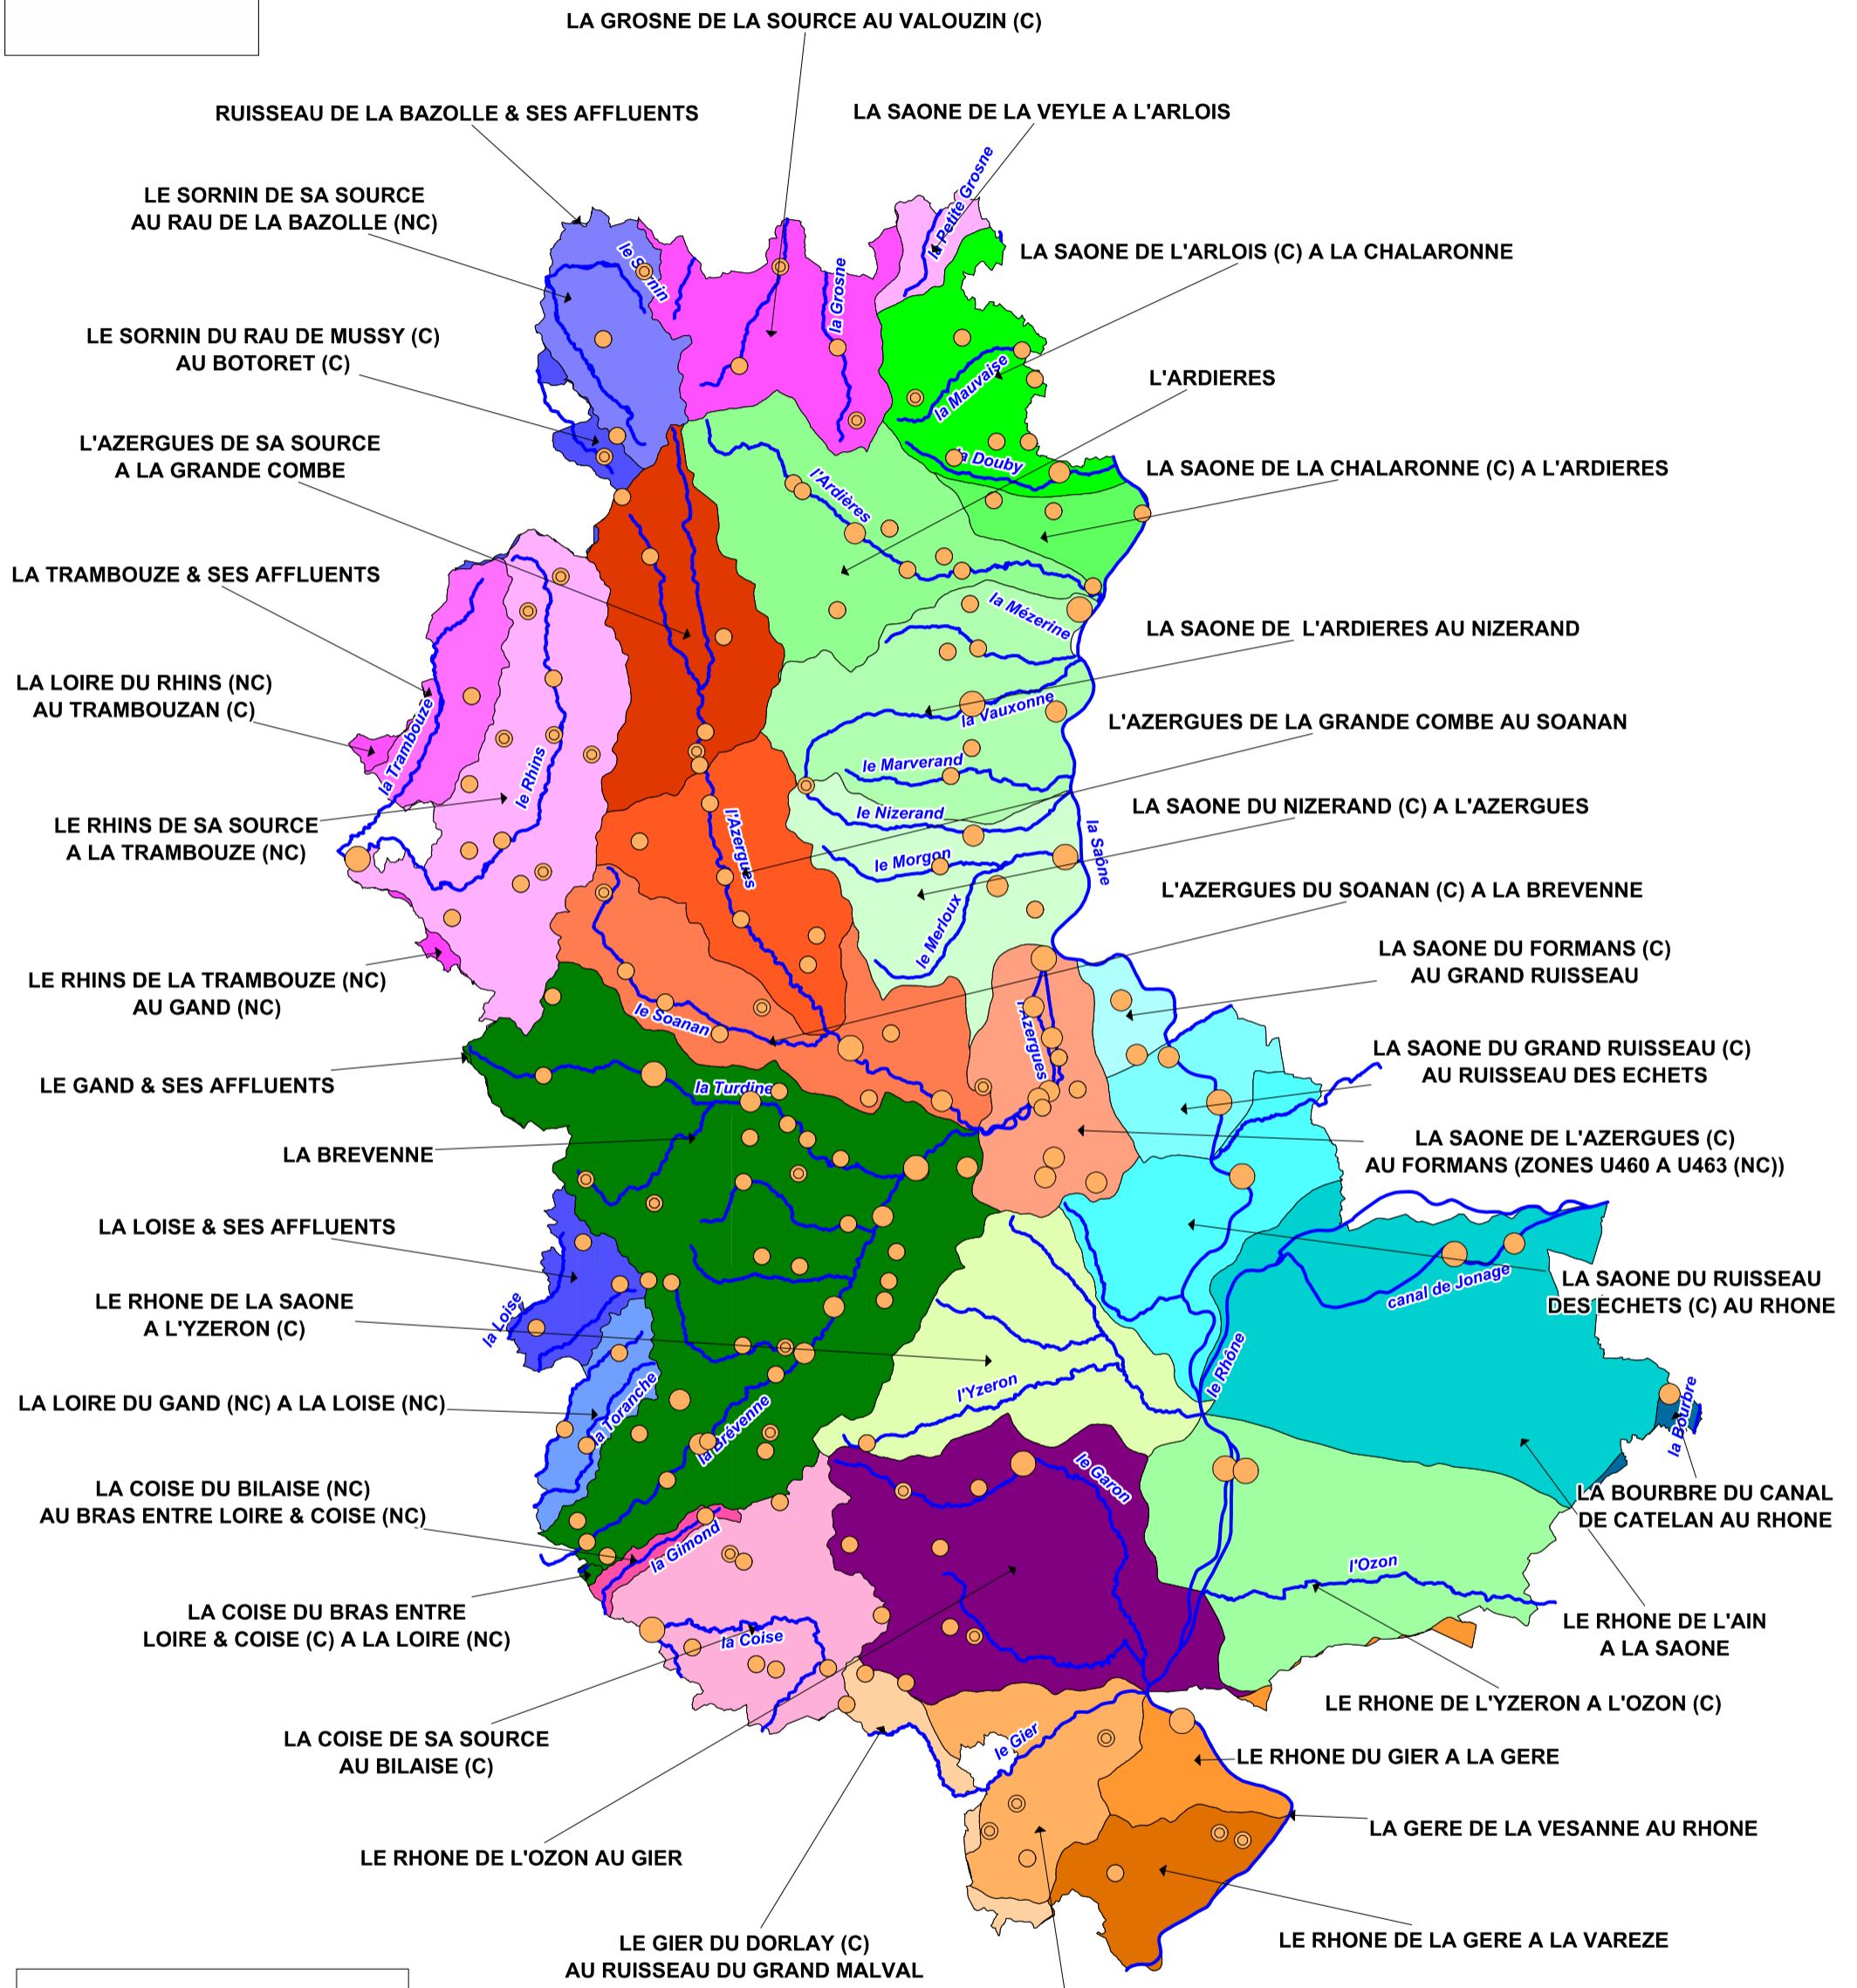 LA GROSNE DE LA SOURCE AU VALOUZIN (C)
RUISSEAU DE LA BAZOLLE & SES AFFLUENTS
LA SAONE DE LA VEYLE A L'ARLOIS
la Petite Grosne
LE SORNIN DE SA SOURCE
AU RAU DE LA BAZOLLE (NC)
le Sornin
la Grosne
LA SAONE DE L'ARLOIS (C) A LA CHALARONNE
LE SORNIN DU RAU DE MUSSY (C)
AU BOTORET (C)
la Mauvaise
L'ARDIERES
L'AZERGUES DE SA SOURCE
A LA GRANDE COMBE
la Douby
LA SAONE DE LA CHALARONNE (C) A L'ARDIERES
l'Ardières
LA TRAMBOUZE & SES AFFLUENTS
la Mézerine
LA SAONE DE L'ARDIERES AU NIZERAND
LA LOIRE DU RHINS (NC)
AU TRAMBOUZAN (C)
la Trambouze
la Vauxonne
L'AZERGUES DE LA GRANDE COMBE AU SOANAN
le Rhins
le Marverand
LE RHINS DE SA SOURCE
A LA TRAMBOUZE (NC)
l'Azergues
le Nizerand
LA SAONE DU NIZERAND (C) A L'AZERGUES
la Saône
le Morgon
L'AZERGUES DU SOANAN (C) A LA BREVENNE
le Merloux
LA SAONE DU FORMANS (C)
AU GRAND RUISSEAU
LE RHINS DE LA TRAMBOUZE (NC)
AU GAND (NC)
le Soanan
l'Azergues
LA SAONE DU GRAND RUISSEAU (C)
AU RUISSEAU DES ECHETS
LE GAND & SES AFFLUENTS
la Turdine
LA BREVENNE
LA SAONE DE L'AZERGUES (C)
AU FORMANS (ZONES U460 A U463 (NC))
LA LOISE & SES AFFLUENTS
la Loise
canal de Jonage
LA SAONE DU RUISSEAU
DES ECHETS (C) AU RHONE
LE RHONE DE LA SAONE
A L'YZERON (C)
le Rhône
l'Yzeron
LA LOIRE DU GAND (NC) A LA LOISE (NC)
la Toranche
la Brévenne
la Bourbre
le Garon
LA COISE DU BILAISE (NC)
AU BRAS ENTRE LOIRE & COISE (NC)
LA BOURBRE DU CANAL
DE CATELAN AU RHONE
la Gimond
l'Ozon
LA COISE DU BRAS ENTRE
LOIRE & COISE (C) A LA LOIRE (NC)
la Coise
LE RHONE DE L'AIN
A LA SAONE
LE RHONE DE L'YZERON A L'OZON (C)
LA COISE DE SA SOURCE
AU BILAISE (C)
le Gier
LE RHONE DU GIER A LA GERE
LA GERE DE LA VESANNE AU RHONE
LE RHONE DE L'OZON AU GIER
LE GIER DU DORLAY (C)
AU RUISSEAU DU GRAND MALVAL
LE RHONE DE LA GERE A LA VAREZE